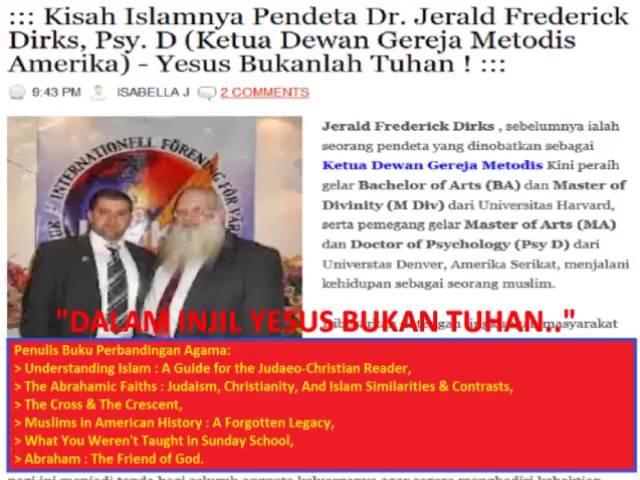 ::: Kisah Islamnya Pendeta Dr. Jerald Frederick
Dirks, Psy. D (Ketua Dewan Gereja Metodis
Amerika) - Yesus Bukanlah Tuhan ! :::
9:43 PM ISABELLA J 2 COMMENTS
INTERNATIONELL FÖRENING FÖR
Jerald Frederick Dirks , sebelumnya ialah
seorang pendeta yang dinobatkan sebagai
Ketua Dewan Gereja Metodis Kini peraih
gelar Bachelor of Arts (BA) dan Master of
Divinity (M Div) dari Universitas Harvard,
serta pemegang gelar Master of Arts (MA)
dan Doctor of Psychology (Psy D) dari
Universtas Denver, Amerika Serikat, menjalani
kehidupan sebagai seorang muslim.
masyarakat
"DALAM INJIL YESUS BUKAN TUHAN.."
Penulis Buku Perbandingan Agama:
> Understanding Islam : A Guide for the Judaeo-Christian Reader,
> The Abrahamic Faiths : Judaism, Christianity, And Islam Similarities & Contrasts,
> The Cross & The Crescent,
> Muslims in American History : A Forgotten Legacy,
> What You Weren't Taught in Sunday School,
> Abraham : The Friend of God.